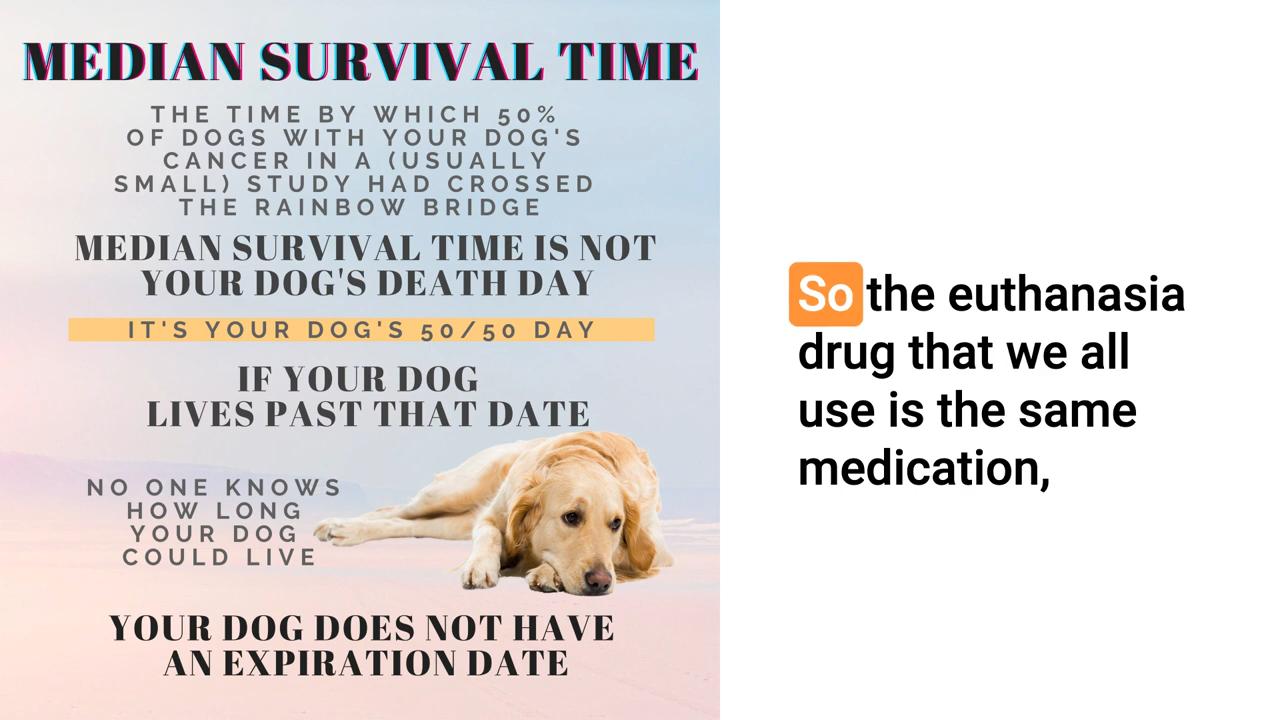 MEDIAN SURVIVAL TIME
THE TIME BY WHICH 50%
OF DOGS WITH YOUR DOG'S
CANCER IN A (USUALLY
SMALL) STUDY HAD CROSSED
THE RAINBOW BRIDGE
MEDIAN SURVIVAL TIME IS NOT
YOUR DOG'S DEATH DAY
IT'S YOUR DOG'S 50/50 DAY
IF YOUR DOG
LIVES PAST THAT DATE
NO ONE KNOWS
HOW LONG
YOUR DOG
COULD LIVE
YOUR DOG DOES NOT HAVE
AN EXPIRATION DATE
So the euthanasia
drug that we all
use is the same
medication,